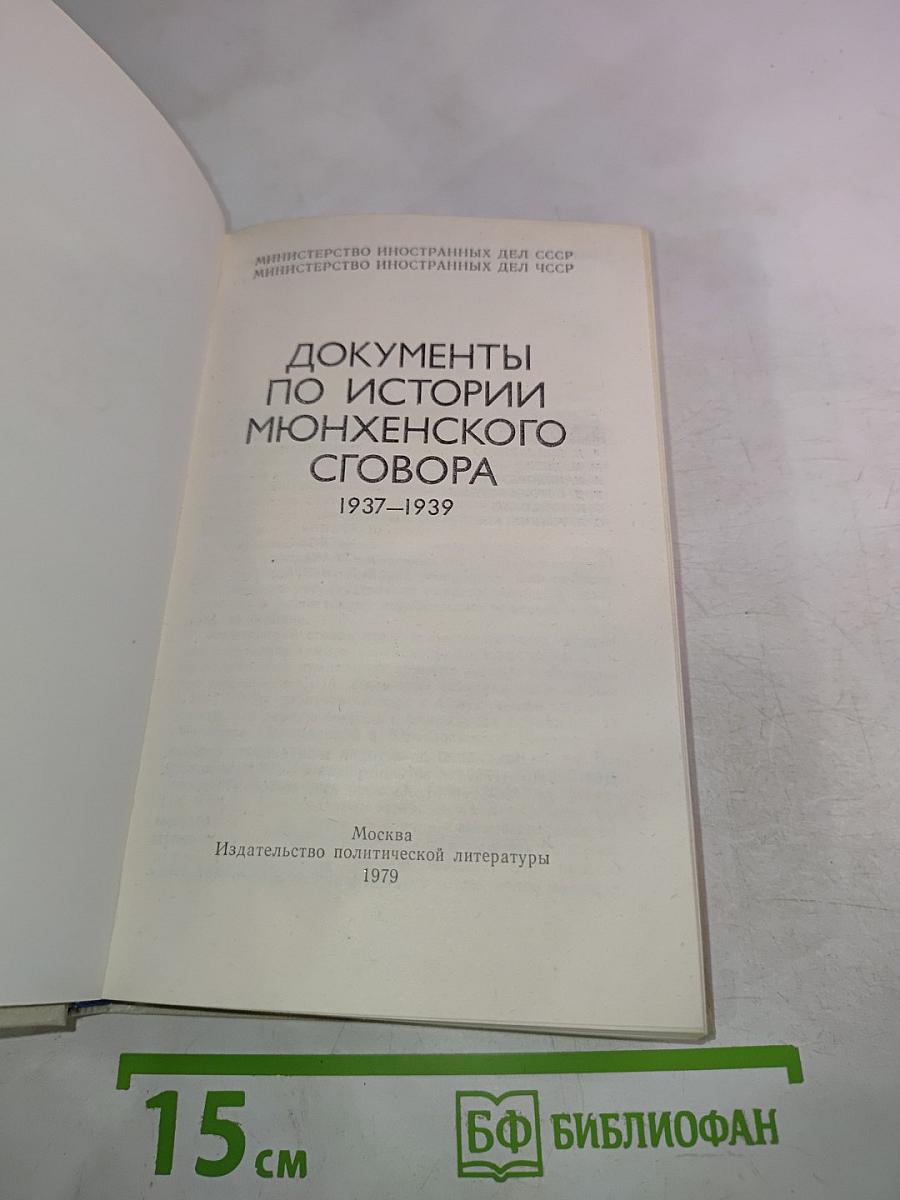 МИНИСТЕРСТВО ИНОСТРАННЫХ ДЕЛ СССР
МИНИСТЕРСТВО ИНОСТРАННЫХ ДЕЛ ЧССР
ДОКУМЕНТЫ
ПО ИСТОРИИ
МЮНХЕНСКОГО
СГОВОРА
1937—1939
Москва
Издательство политической литературы
1979
15 см
БФ БИБЛИОФАН